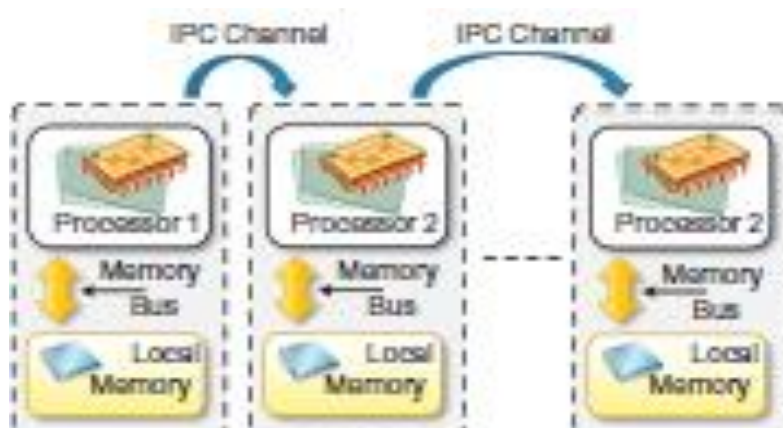 IPC Channel
IPC Channel
Processor 1
Processor 2
Processor 2
Memory
Bus
Memory
Bus
Memory
Bus
Local
Memory
Local
Memory
Local
Memory